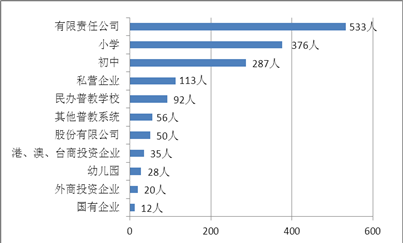 有限责任公司 533人
小学 376人
初中 287人
私营企业 113人
民办普教学校 92人
其他普教系统 56人
股份有限公司 50人
港、澳、台商投资企业 35人
幼儿园 28人
外商投资企业 20人
国有企业 12人
0 200 400 600